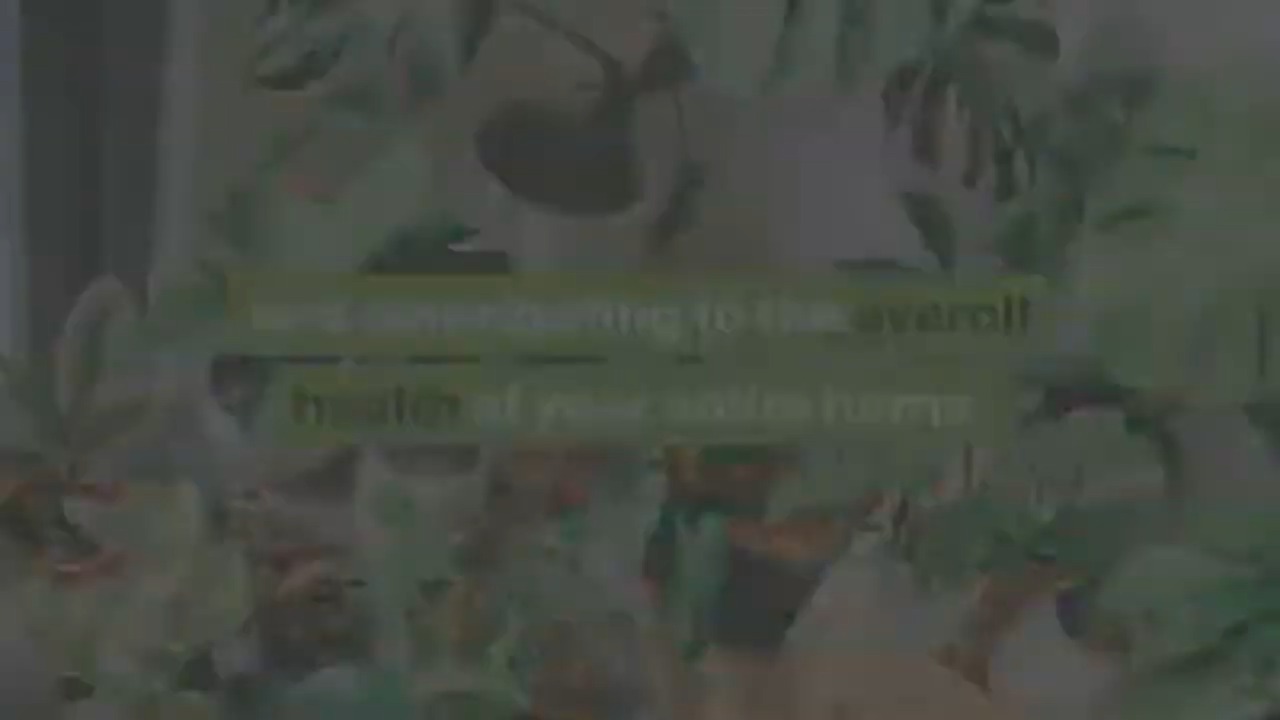 and contributing to the overall
health of your entire home